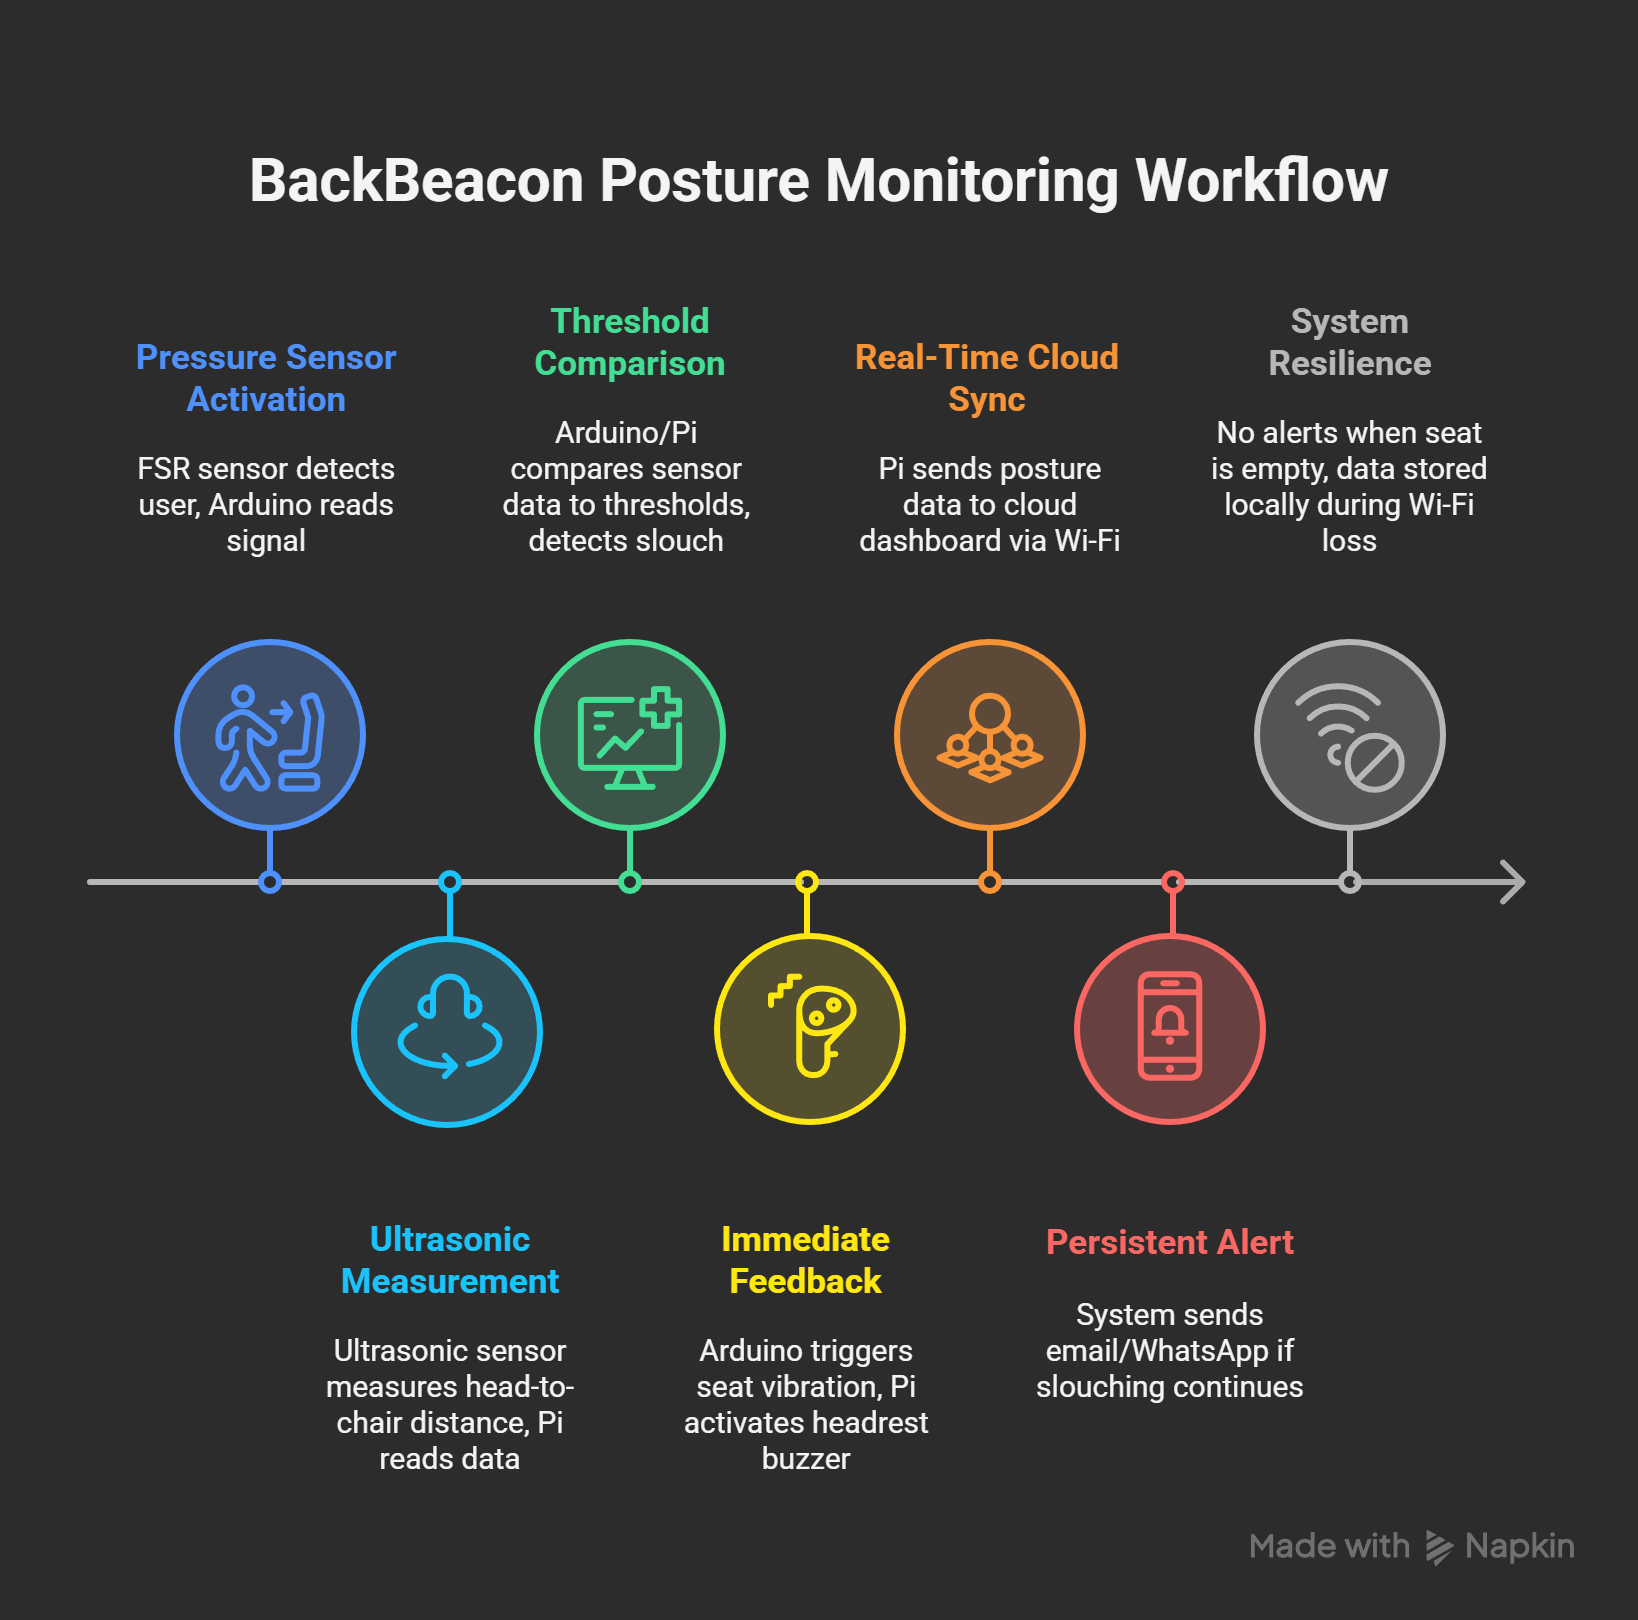 BackBeacon Posture Monitoring Workflow
Pressure Sensor
Activation
FSR sensor detects
user, Arduino reads
signal
Threshold
Comparison
Arduino/Pi
compares sensor
data to thresholds,
detects slouch
Real-Time Cloud
Sync
Pi sends posture
data to cloud
dashboard via Wi-Fi
System
Resilience
No alerts when seat
is empty, data stored
locally during Wi-Fi
loss
Ultrasonic
Measurement
Ultrasonic sensor
measures head-to-
chair distance, Pi
reads data
Immediate
Feedback
Arduino triggers
seat vibration, Pi
activates headrest
buzzer
Persistent Alert
System sends
email/WhatsApp if
slouching continues
Made with Napkin